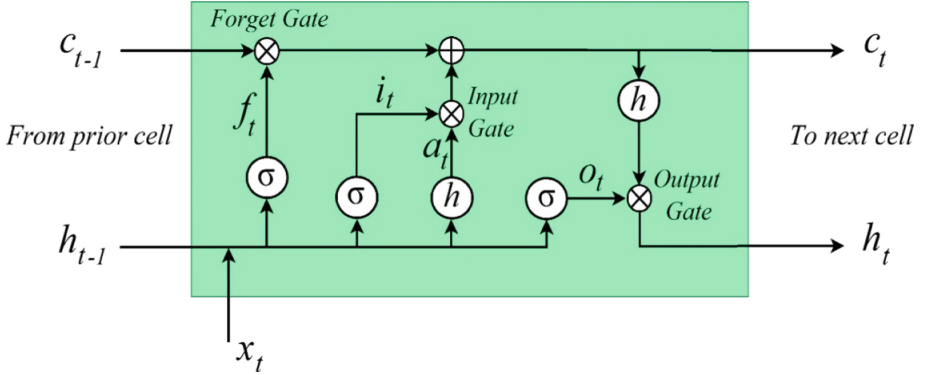 Forget Gate
c_{t-1}
c_t
h
i_t
Input
Gate
f_t
From prior cell
To next cell
a_t
σ
σ
h
σ
o_t
Output
Gate
h_{t-1}
h_t
x_t